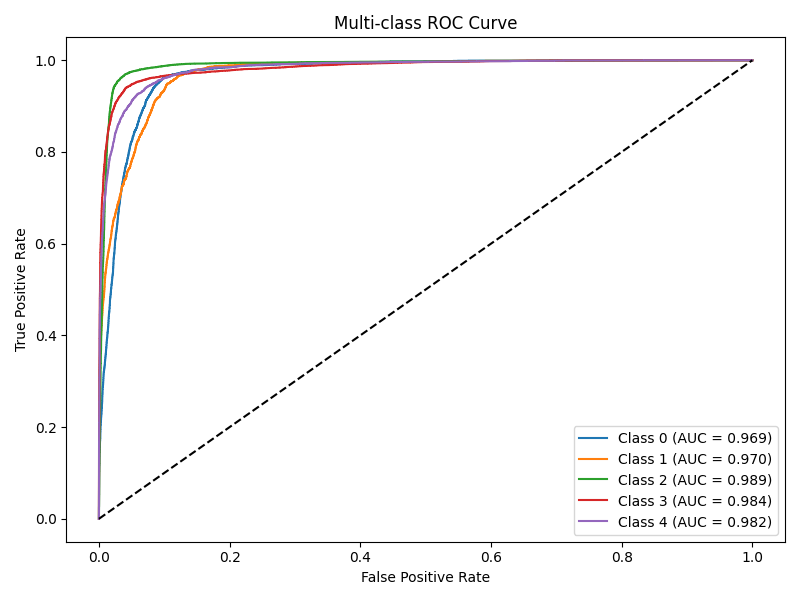 Multi-class ROC Curve
True Positive Rate
1.0
0.8
0.6
0.4
0.2
0.0
Class 0 (AUC = 0.969)
Class 1 (AUC = 0.970)
Class 2 (AUC = 0.989)
Class 3 (AUC = 0.984)
Class 4 (AUC = 0.982)
0.0 0.2 0.4 0.6 0.8 1.0
False Positive Rate